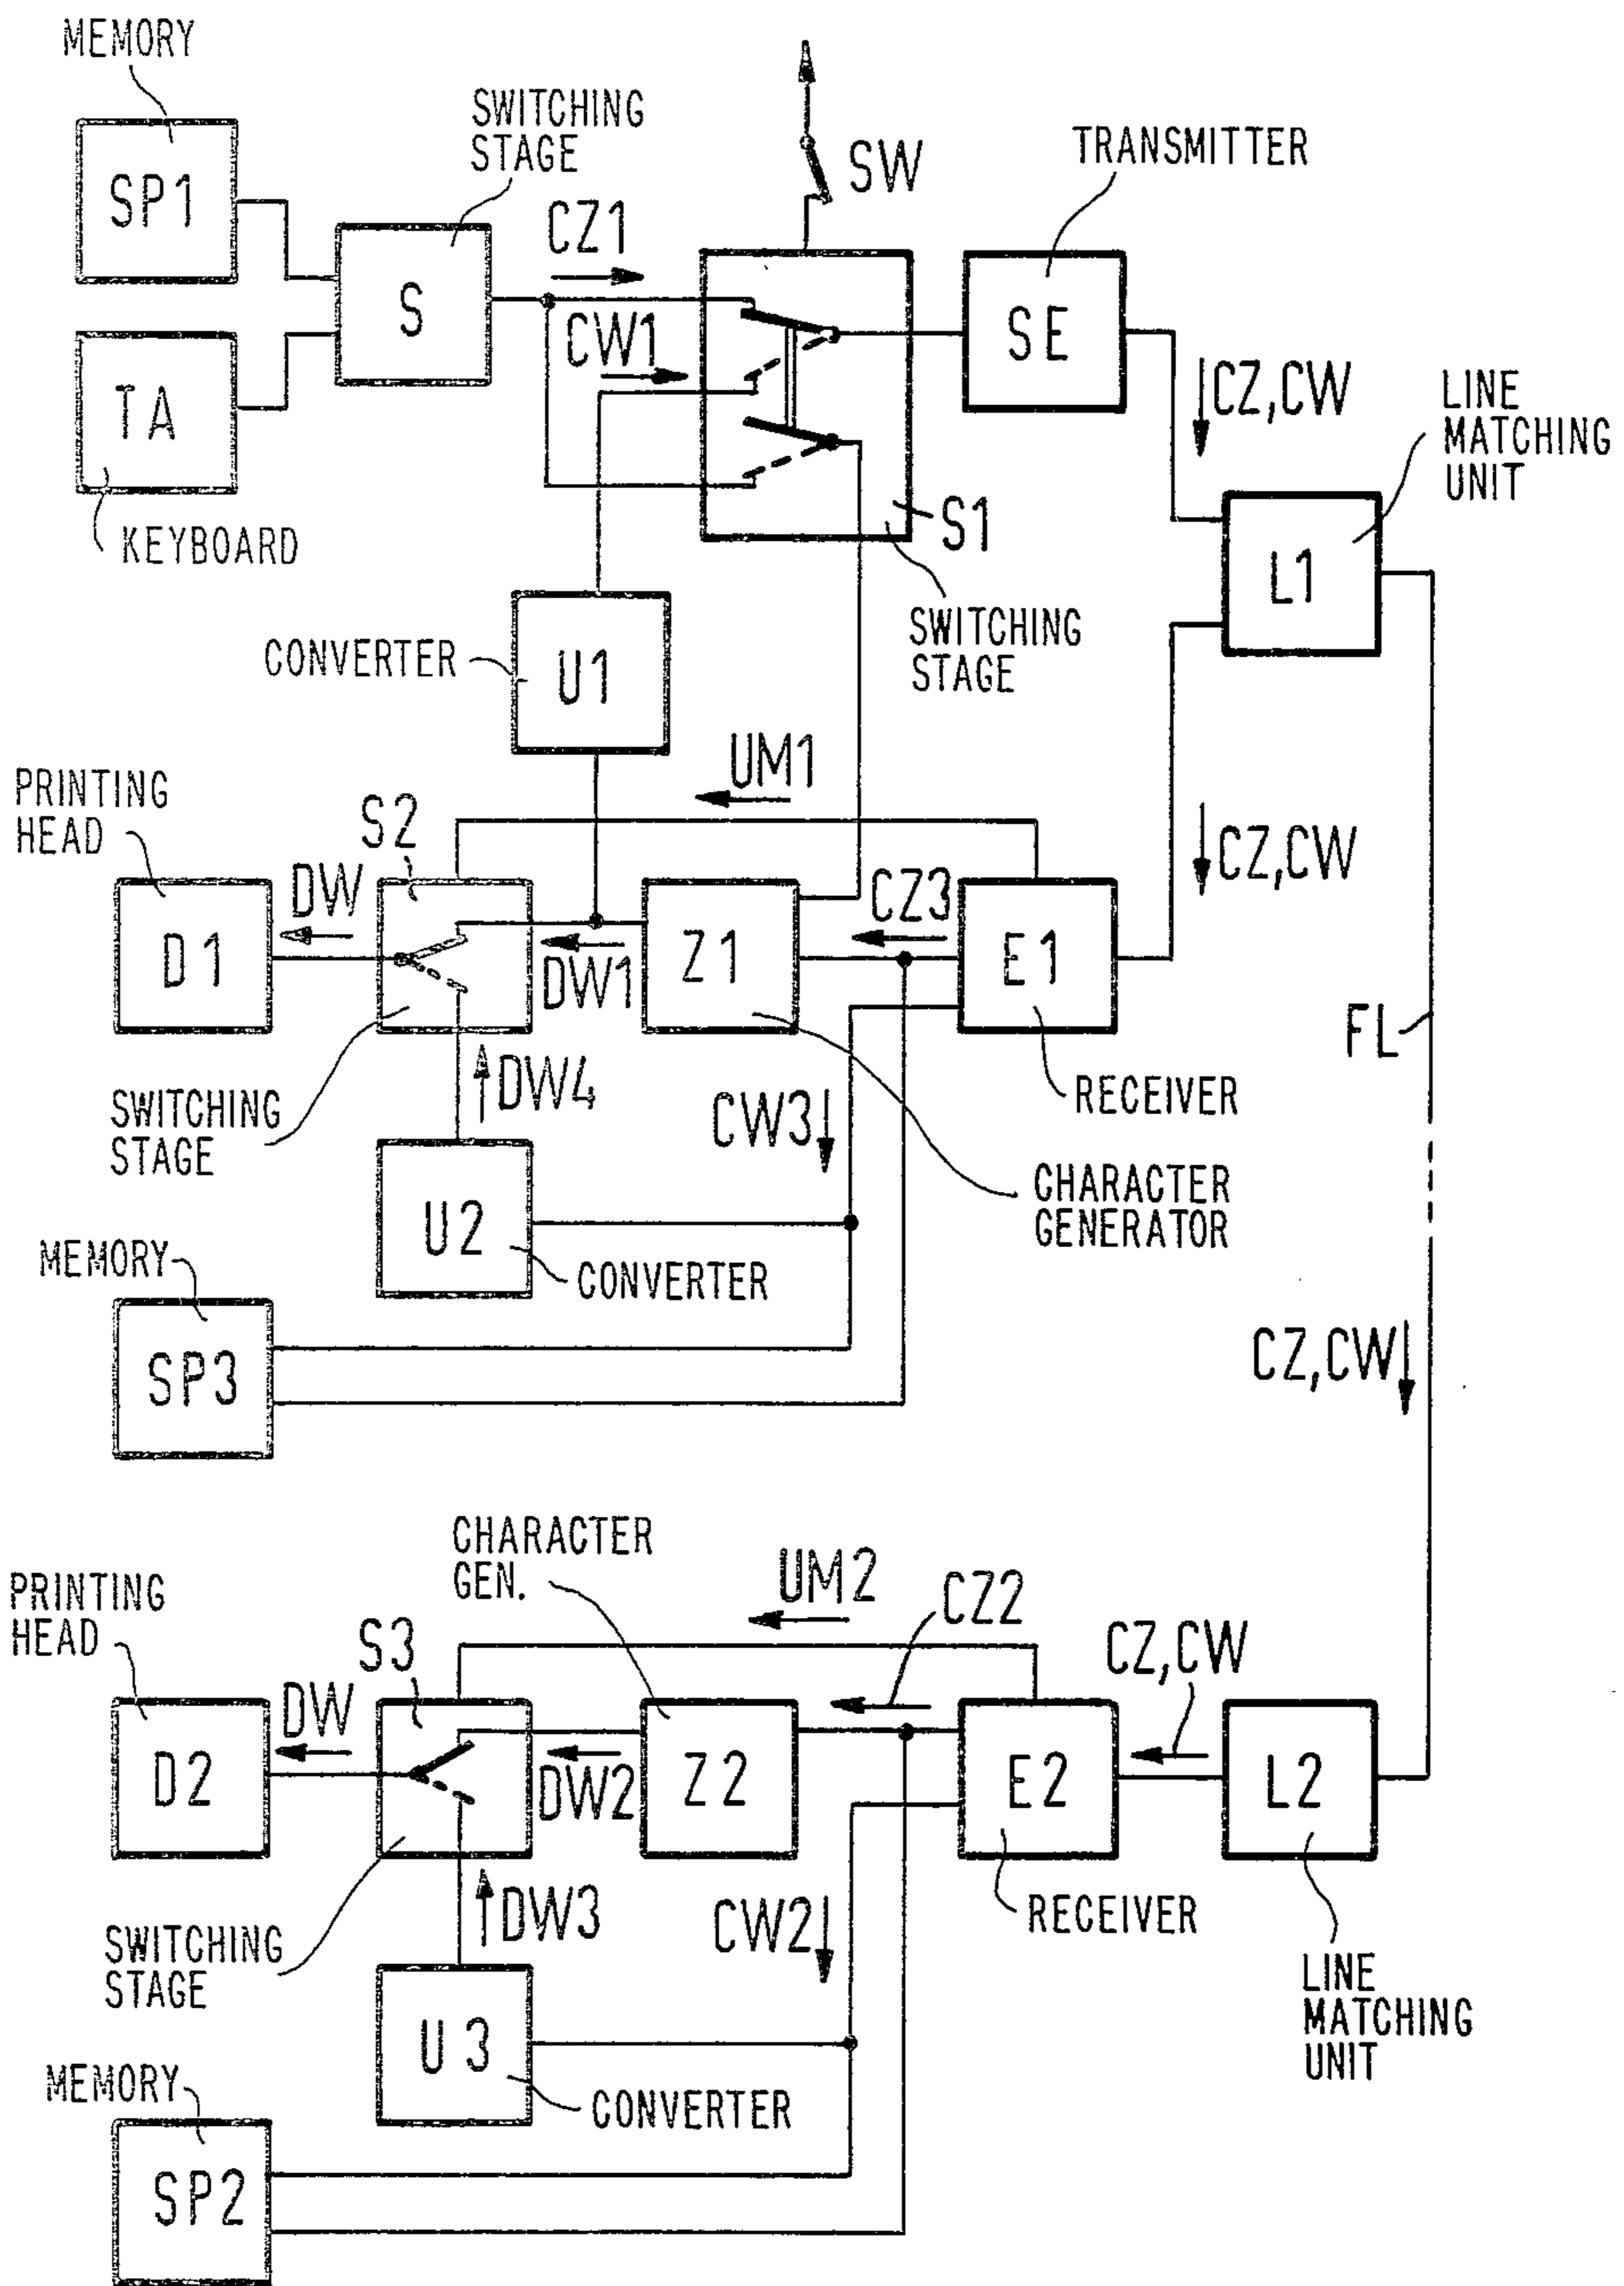 MEMORY
SP1
SWITCHING
STAGE
S
TA
KEYBOARD
CZ1
CW1
SW
S1
SWITCHING
STAGE
TRANSMITTER
SE
CZ,CW
LINE
MATCHING
UNIT
L1
CONVERTER
U1
UM1
PRINTING
HEAD
D1
DW
S2
DW1
Z1
CZ3
E1
CZ,CW
FL
SWITCHING
STAGE
DW4
CW3
RECEIVER
CHARACTER
GENERATOR
U2
CONVERTER
MEMORY
SP3
CZ,CW
CHARACTER
GEN.
UM2
CZ2
PRINTING
HEAD
D2
DW
S3
DW2
Z2
E2
CZ,CW
L2
SWITCHING
STAGE
DW3
CW2
RECEIVER
LINE
MATCHING
UNIT
U3
CONVERTER
MEMORY
SP2